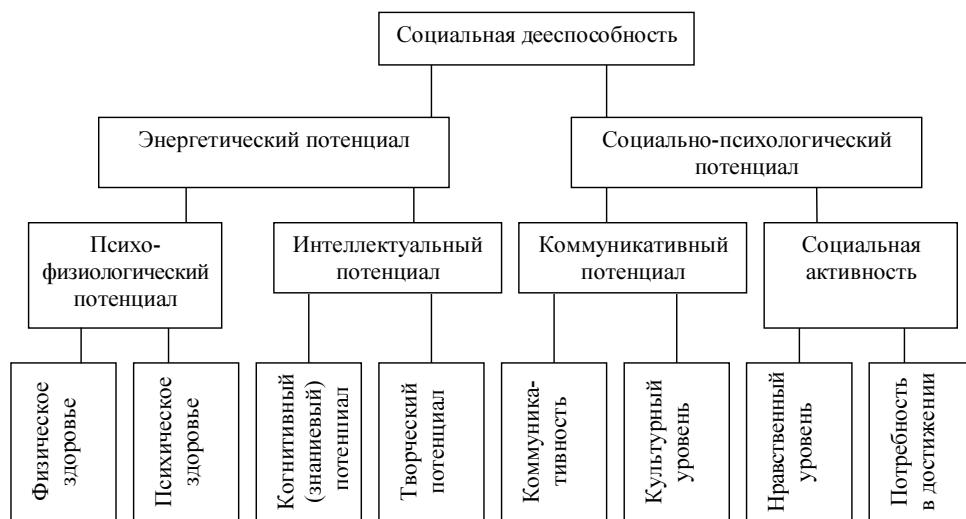 Социальная дееспособность
Энергетический потенциал
Социально-психологический
потенциал
Психо-
физиологический
потенциал
Интеллектуальный
потенциал
Коммуникативный
потенциал
Социальная
активность
Физическое
здоровье
Психическое
здоровье
Когнитивный
(знаниевый)
потенциал
Творческий
потенциал
Коммуника-
тивность
Культурный
уровень
Нравственный
уровень
Потребность
в достижении